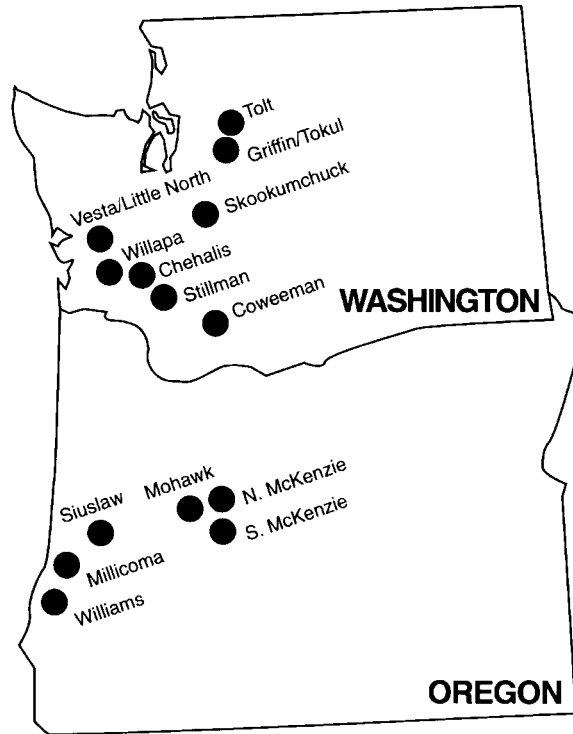 Tolt
Griffin/Tokul
Vesta/Little North
Skookumchuck
Willapa
Chehalis
Stillman
Coweeman
WASHINGTON
Mohawk
N. McKenzie
Siuslaw
S. McKenzie
Millicoma
Williams
OREGON